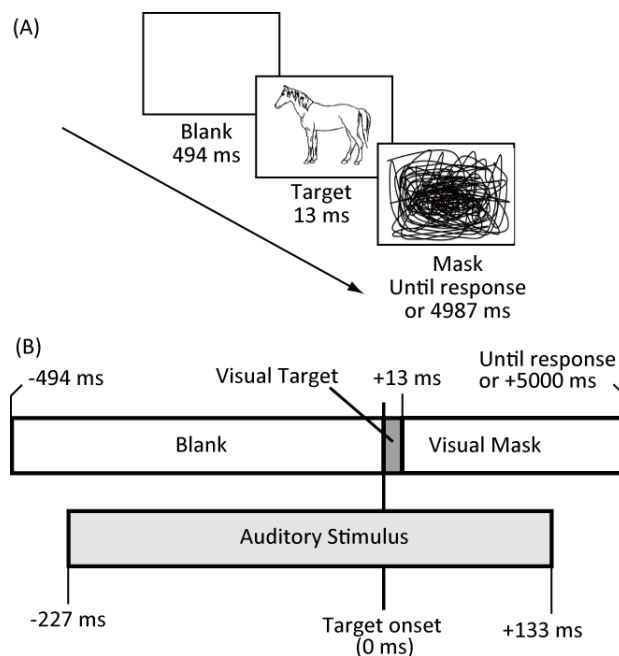 (A)
Blank
494 ms
Target
13 ms
Mask
Until response
or 4987 ms
(B)
Until response
or +5000 ms
-494 ms
Visual Target
+13 ms
Blank
Visual Mask
Auditory Stimulus
-227 ms
Target onset
(0 ms)
+133 ms